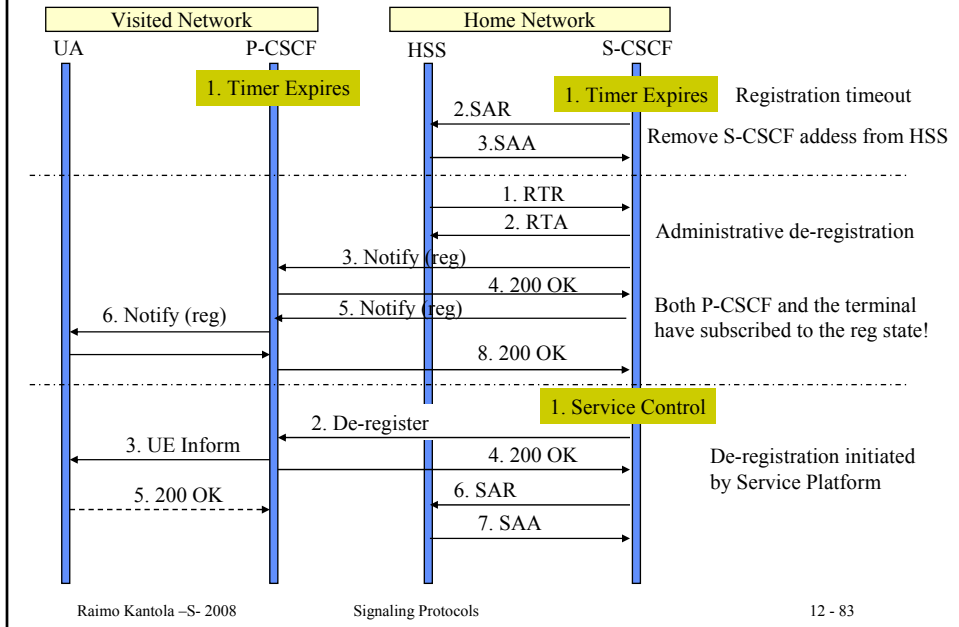 Visited Network
Home Network
UA
P-CSCF
HSS
S-CSCF
1. Timer Expires
1. Timer Expires
Registration timeout
2.SAR
Remove S-CSCF addess from HSS
3.SAA
1. RTR
2. RTA
Administrative de-registration
3. Notify (reg)
4. 200 OK
5. Notify (reg)
6. Notify (reg)
Both P-CSCF and the terminal
have subscribed to the reg state!
8. 200 OK
1. Service Control
2. De-register
3. UE Inform
4. 200 OK
De-registration initiated
by Service Platform
5. 200 OK
6. SAR
7. SAA
Raimo Kantola –S- 2008
Signaling Protocols
12 - 83